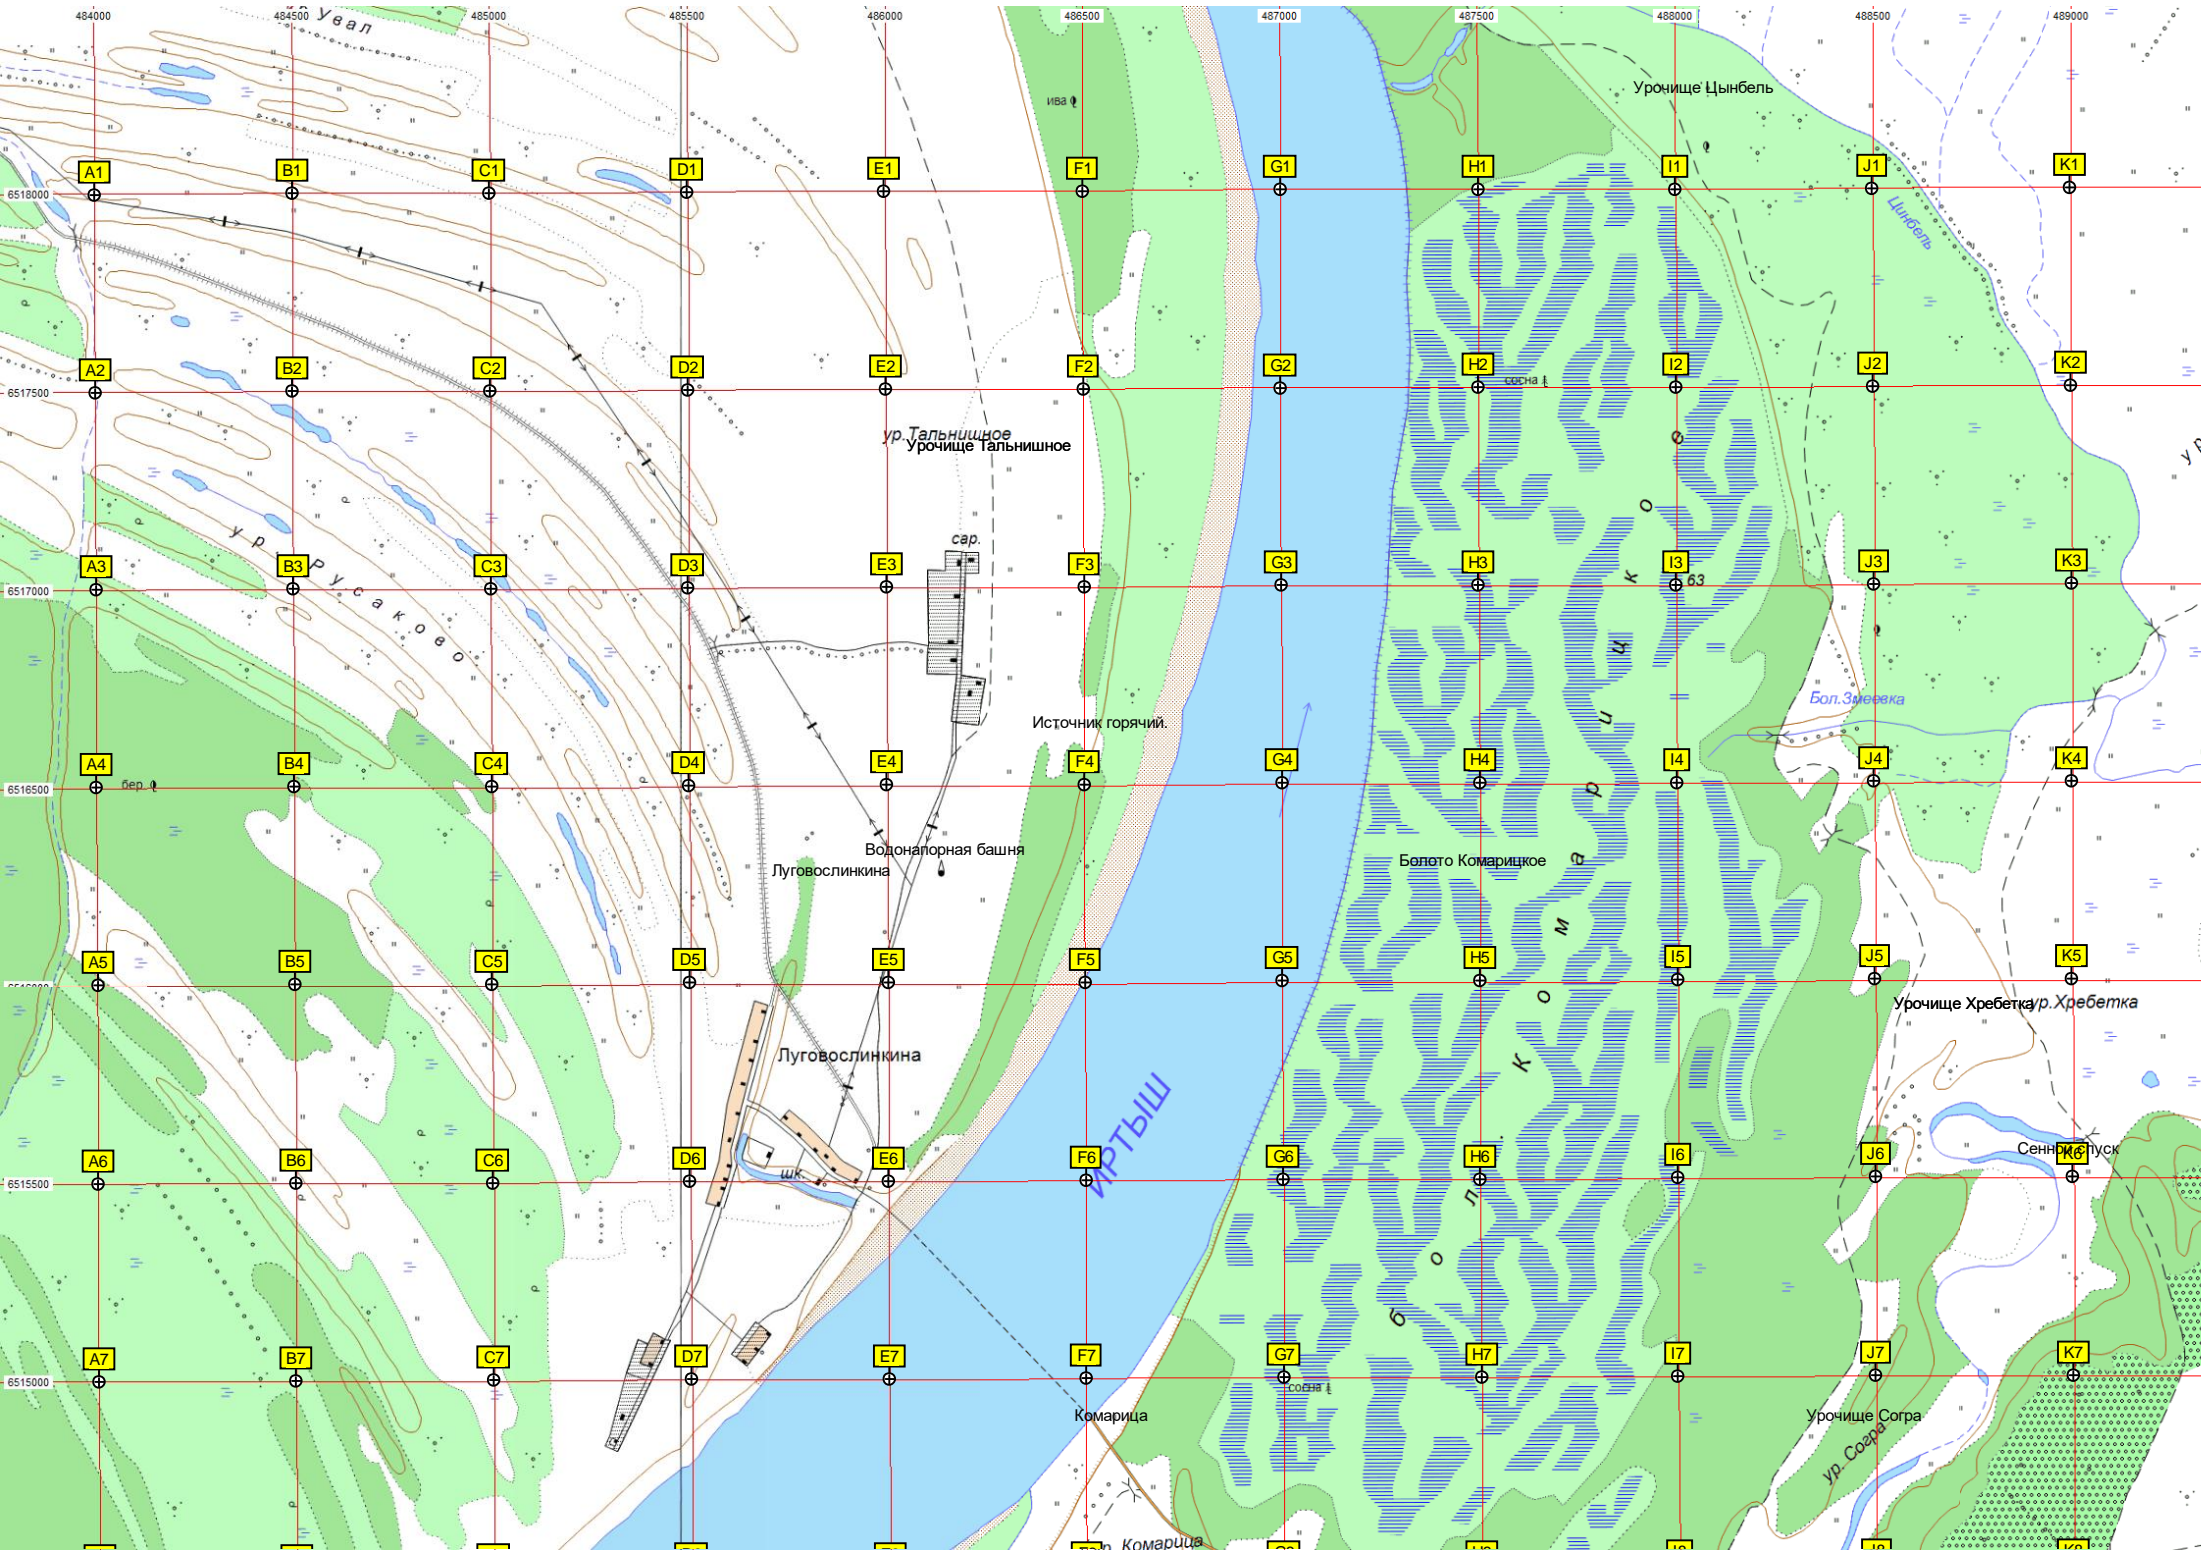 484000 484500 485000 485500 486000 486500 487000 487500 488000 488500 489000
Увал
ива
Урочище Цынбель
A1 B1 C1 D1 E1 F1 G1 H1 I1 J1 K1
6518000
Цинбель
A2 B2 C2 D2 E2 F2 G2 H2 I2 J2 K2
сосна
6517500
ур.Тальнишное
Урочище Тальнишное
ур
ур. Русаково
сар.
A3 B3 C3 D3 E3 F3 G3 H3 I3 J3 K3
6517000
63
Бол.Змеевка
Источник горячий.
A4 B4 C4 D4 E4 F4 G4 H4 I4 J4 K4
бер.
6516500
Водонапорная башня
Луговослинкина
Болото Комарицкое
бол. Комарицкое
A5 B5 C5 D5 E5 F5 G5 H5 I5 J5 K5
Урочище Хребетка
ур.Хребетка
Луговослинкина
ИРТЫШ
Сенной спуск
A6 B6 C6 D6 E6 F6 G6 H6 I6 J6 K6
шк.
6515500
A7 B7 C7 D7 E7 F7 G7 H7 I7 J7 K7
6515000
сосна
Комарица
Урочище Согра
ур. Согра
Комарица